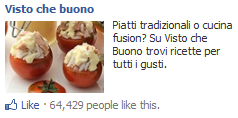 Visto che buono
Piatti tradizionali o cucina
fusion? Su Visto che
Buono trovi ricette per
tutti i gusti.
Like · 64,429 people like this.